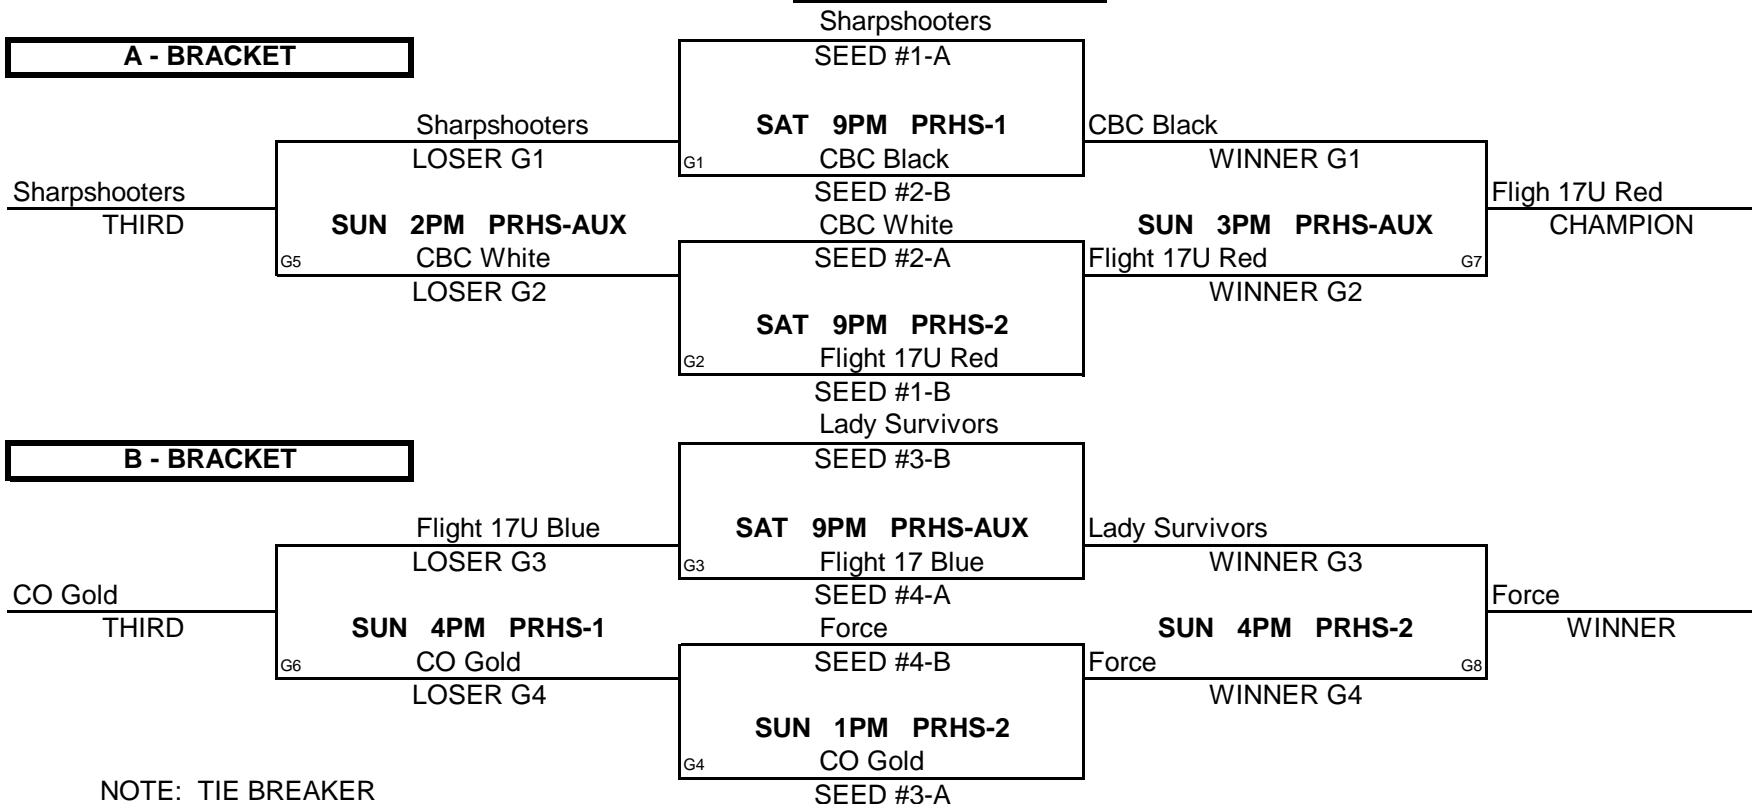 Sharpshooters
A - BRACKET
SEED #1-A
Sharpshooters
SAT 9PM PRHS-1
CBC Black
LOSER G1
G1
CBC Black
WINNER G1
Sharpshooters
SEED #2-B
Fligh 17U Red
THIRD
SUN 2PM PRHS-AUX
CBC White
SUN 3PM PRHS-AUX
CHAMPION
G5
CBC White
SEED #2-A
Flight 17U Red
G7
LOSER G2
WINNER G2
SAT 9PM PRHS-2
G2
Flight 17U Red
SEED #1-B
Lady Survivors
B - BRACKET
SEED #3-B
Flight 17U Blue
SAT 9PM PRHS-AUX
Lady Survivors
LOSER G3
G3
Flight 17 Blue
WINNER G3
CO Gold
SEED #4-A
Force
THIRD
SUN 4PM PRHS-1
Force
SUN 4PM PRHS-2
WINNER
G6
CO Gold
SEED #4-B
Force
G8
LOSER G4
WINNER G4
SUN 1PM PRHS-2
G4
CO Gold
NOTE: TIE BREAKER
SEED #3-A